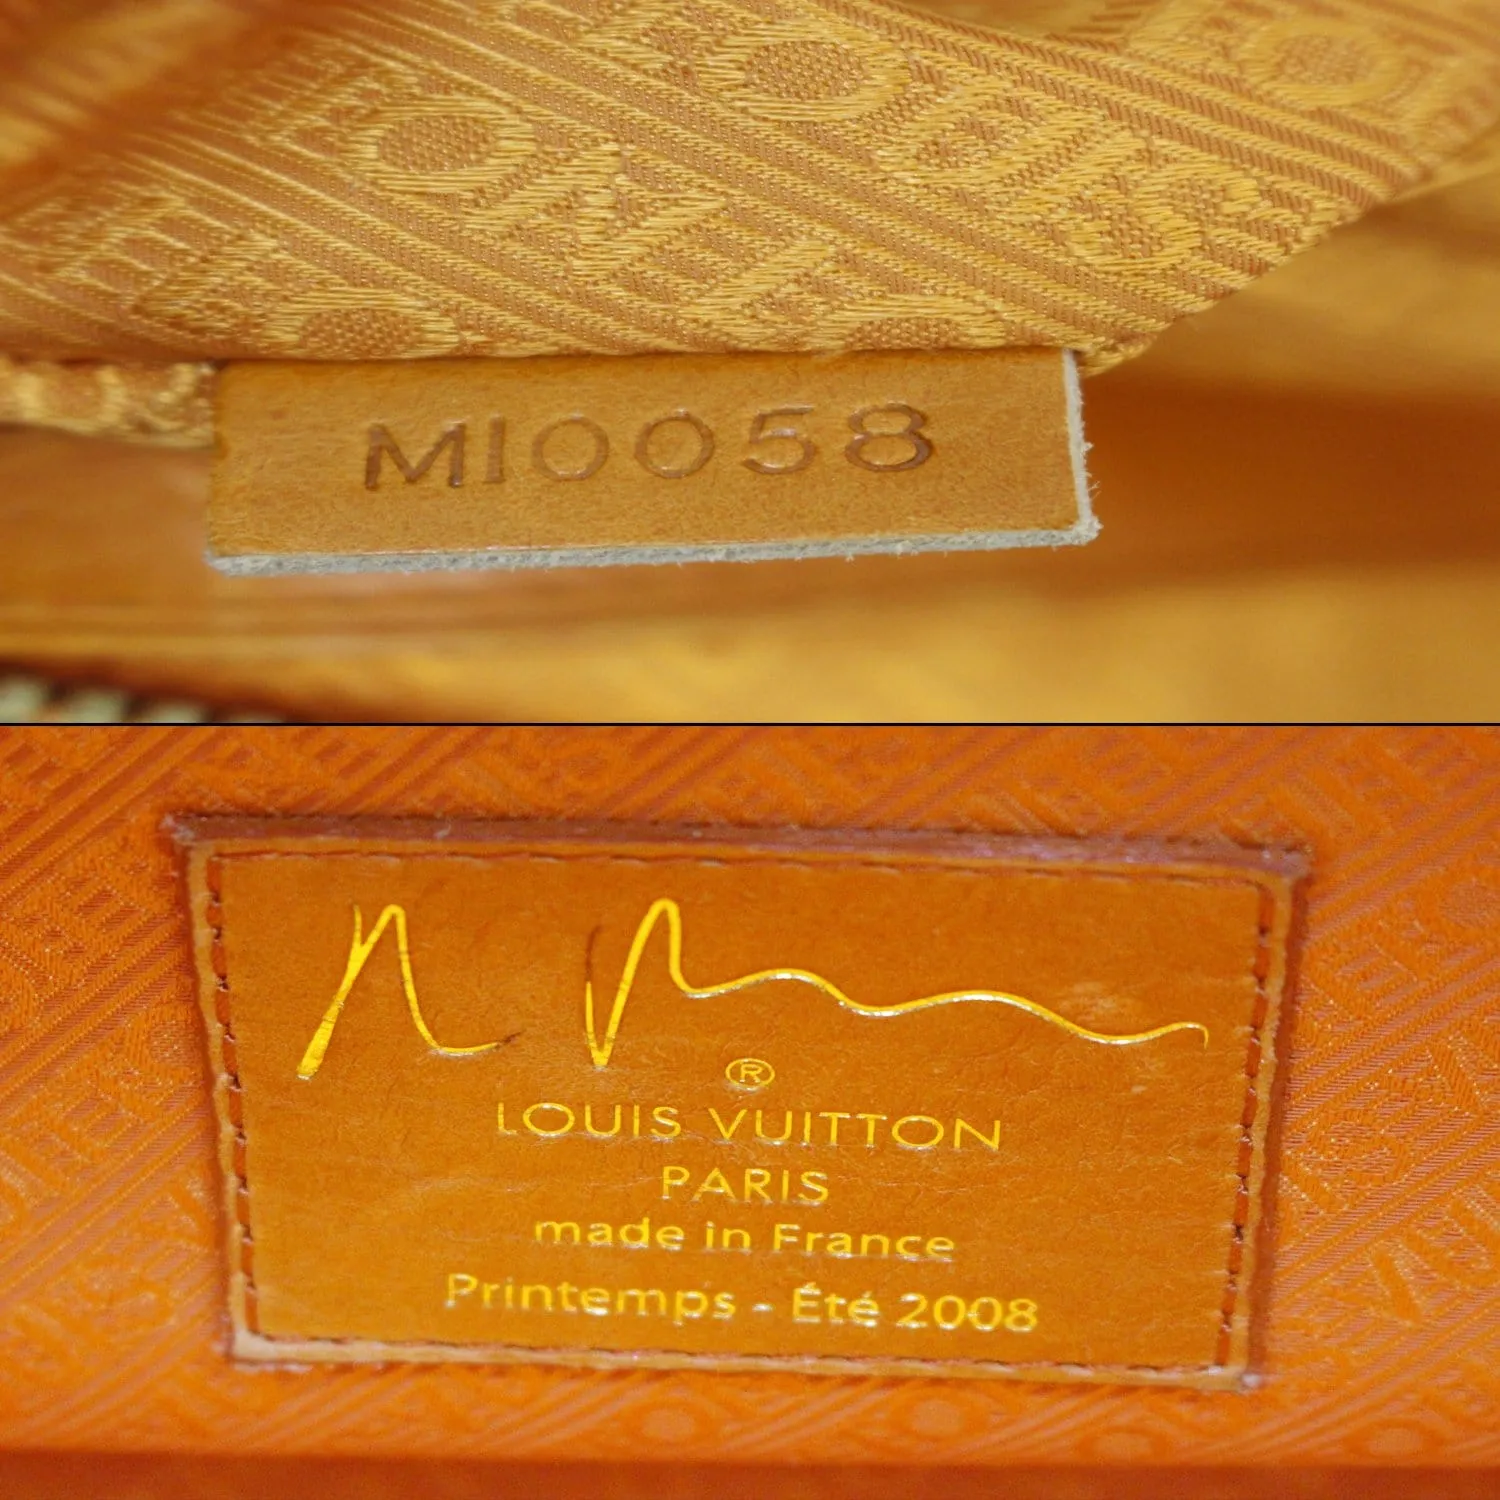 MI0058
®
LOUIS VUITTON
PARIS
made in France
Printemps - Été 2008